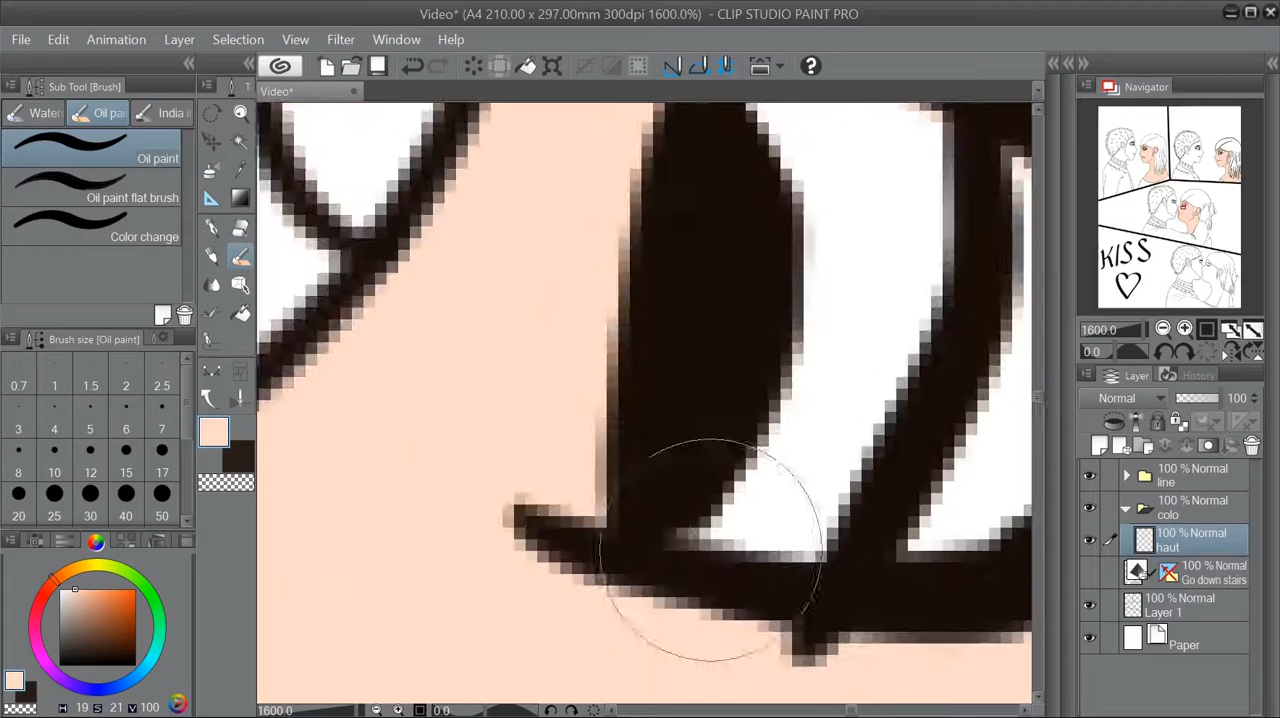 Video* (A4 210.00 x 297.00mm 300dpi 1600.0%) - CLIP STUDIO PAINT PRO
File Edit Animation Layer Selection View Filter Window Help
Sub Tool [Brush]
T
Video*
Navigator
Water Oil pai India i
Oil paint
Oil paint flat brush
Color change
KISS
Brush size [Oil paint]
1600.0
0.0
0.7 1 1.5 2 2.5
3 4 5 6 7
8 10 12 15 17
20 25 30 40 50
Layer History
Normal 100
100 % Normal
line
100 % Normal
colo
100 % Normal
haut
100 % Normal
Go down stairs
100 % Normal
Layer 1
Paper
H 19 S 21 V 100
1600.0 0.0